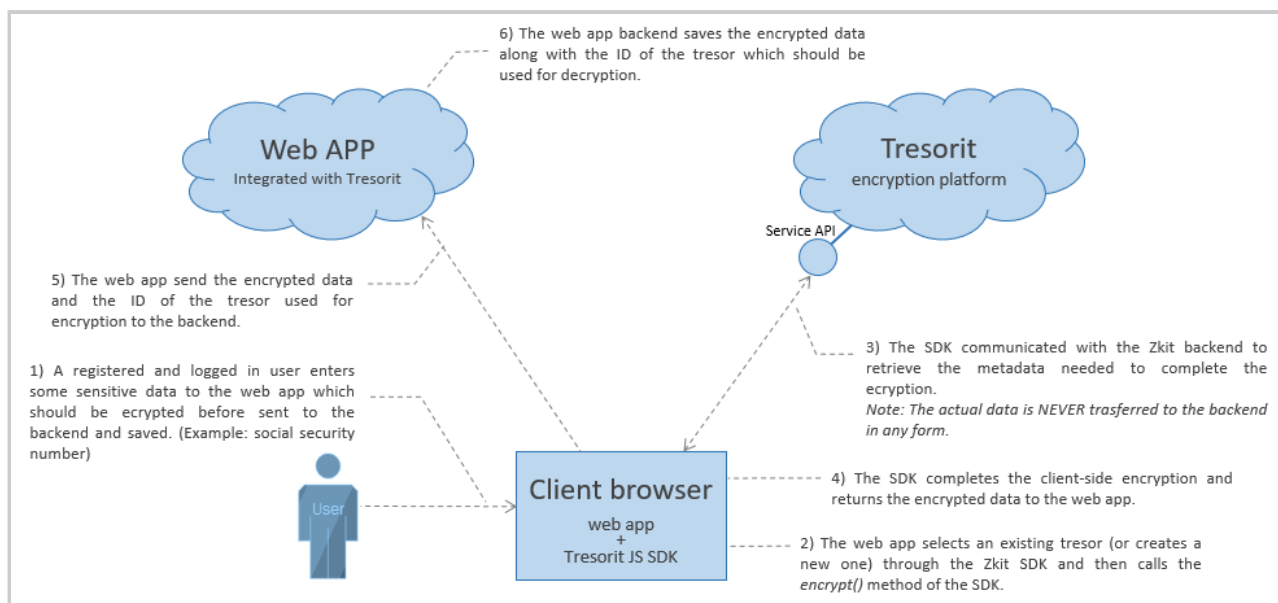 6) The web app backend saves the encrypted data
along with the ID of the tresor which should be
used for decryption.
Web APP
Integrated with Tresorit
Tresorit
encryption platform
Service API
5) The web app send the encrypted data
and the ID of the tresor used for
encryption to the backend.
3) The SDK communicated with the Zkit backend to
retrieve the metadata needed to complete the
ecryption.
Note: The actual data is NEVER trasferred to the backend
in any form.
1) A registered and logged in user enters
some sensitive data to the web app which
should be ecrypted before sent to the
backend and saved. (Example: social security
number)
User
Client browser
web app
+
Tresorit JS SDK
4) The SDK completes the client-side encryption and
returns the encrypted data to the web app.
2) The web app selects an existing tresor (or creates a
new one) through the Zkit SDK and then calls the
encrypt() method of the SDK.